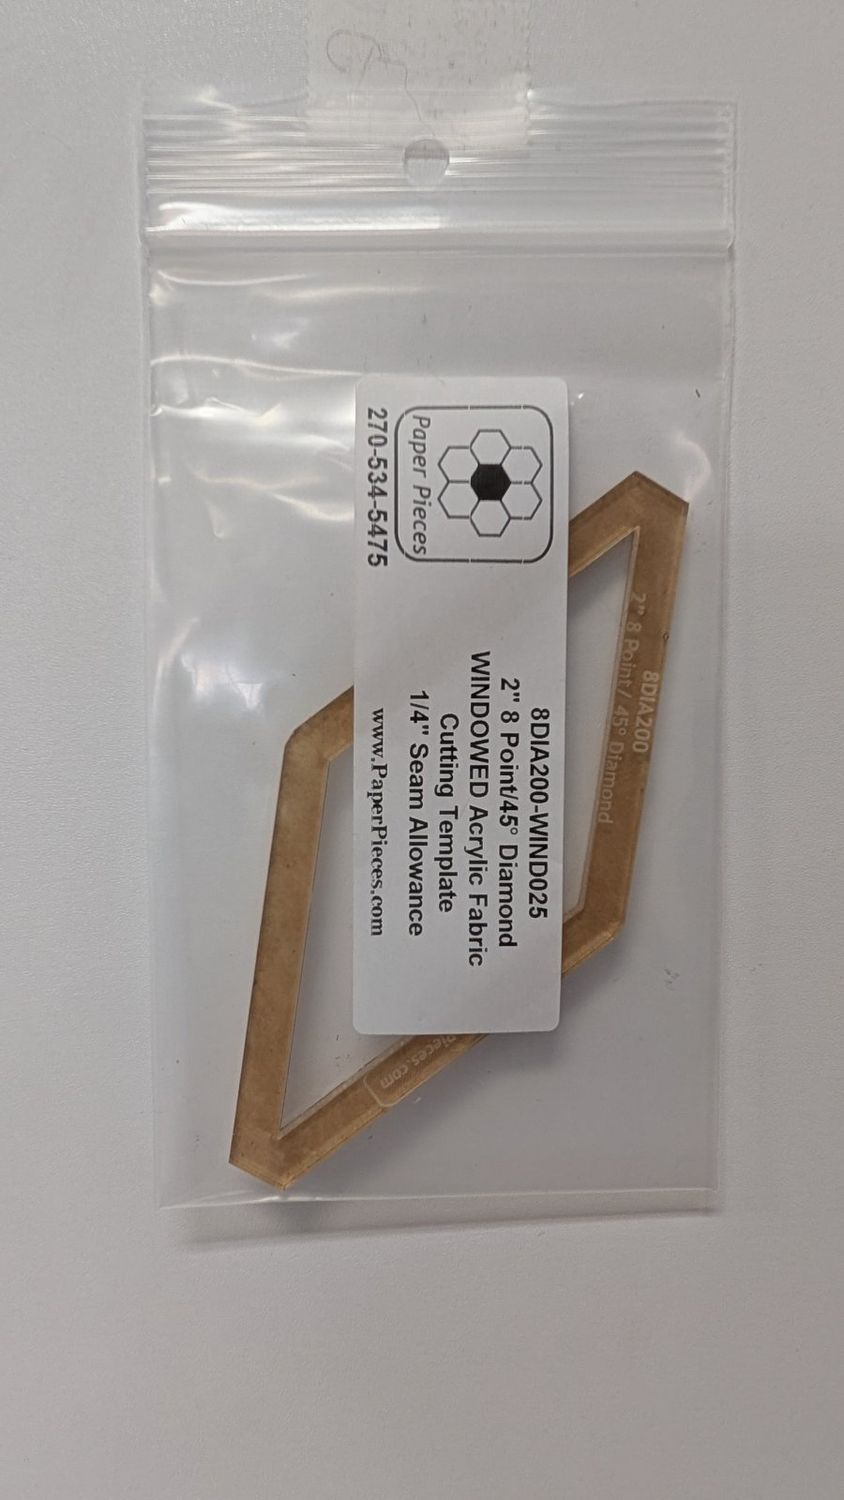 Paper Pieces
270-534-5475
8DIA200-WIND025
2" 8 Point/45° Diamond
WINDOWED Acrylic Fabric
Cutting Template
1/4" Seam Allowance
www.PaperPieces.com
8DIA200
2" 8 Point/ 45° Diamond